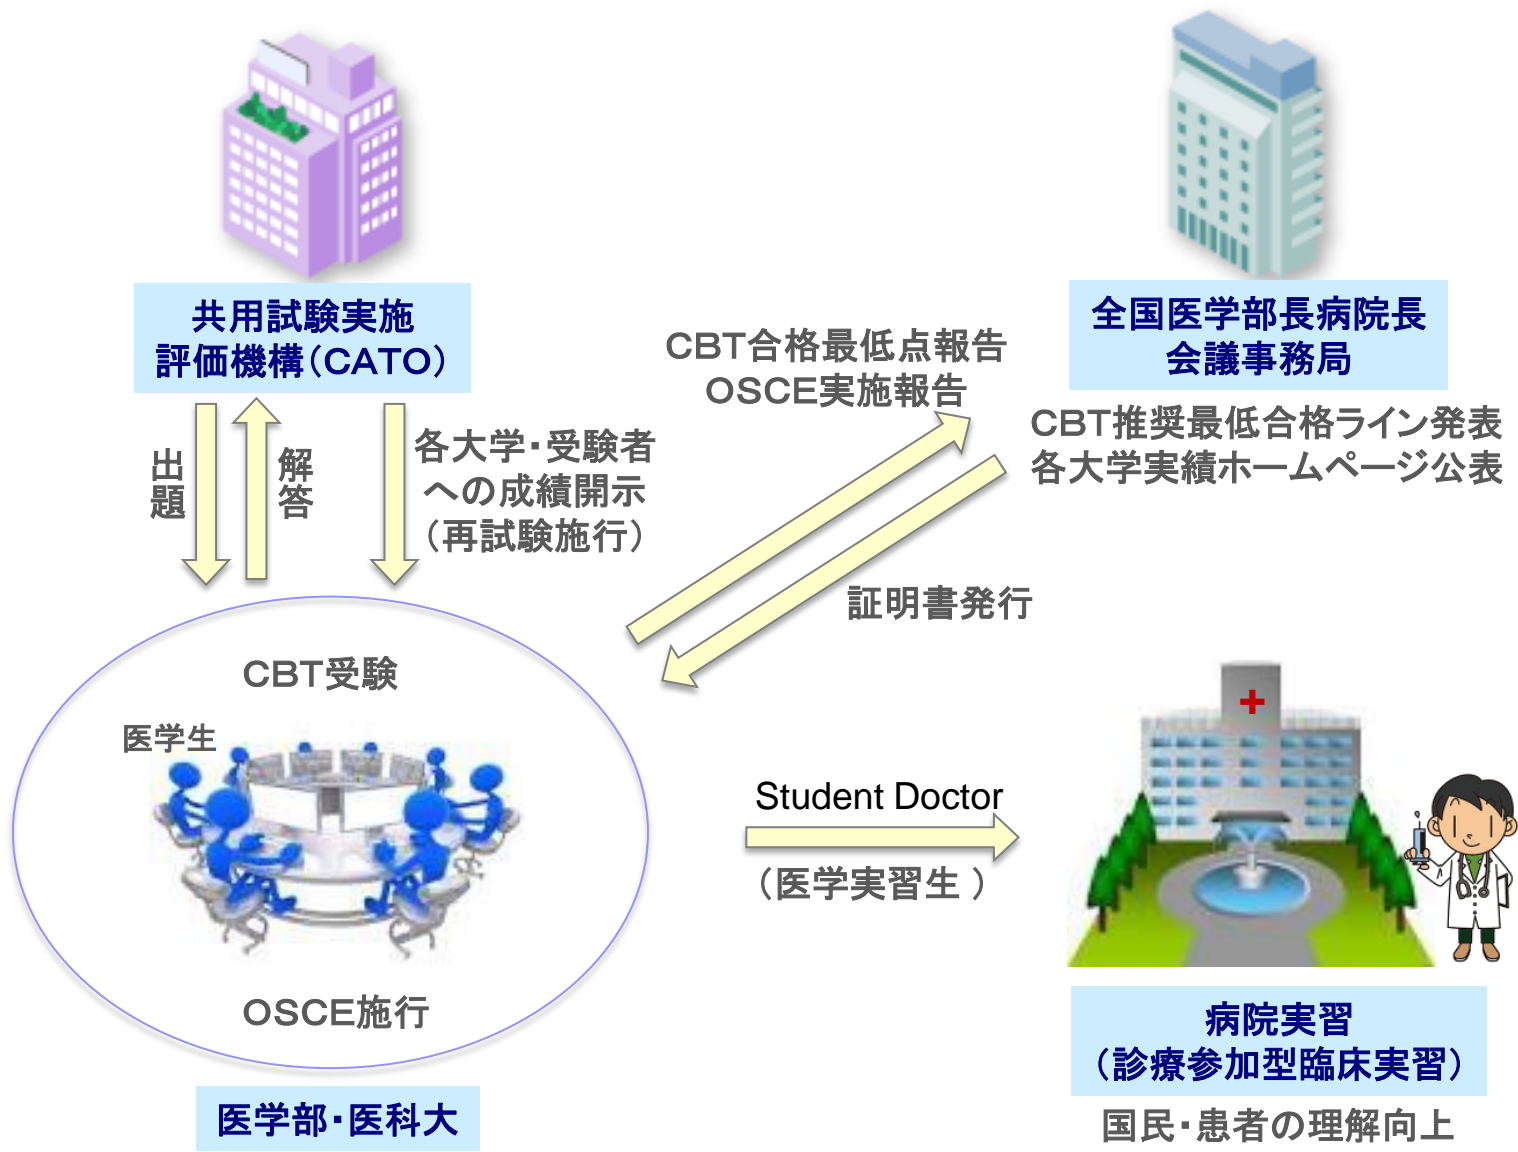 共用試験実施
評価機構（CATO）
全国医学部長病院長
会議事務局
CBT合格最低点報告
OSCE実施報告
CBT推奨最低合格ライン発表
各大学実績ホームページ公表
出題
解答
各大学・受験者
への成績開示
（再試験施行）
証明書発行
CBT受験
医学生
OSCE施行
医学部・医科大
Student Doctor
（医学実習生 ）
病院実習
（診療参加型臨床実習）
国民・患者の理解向上